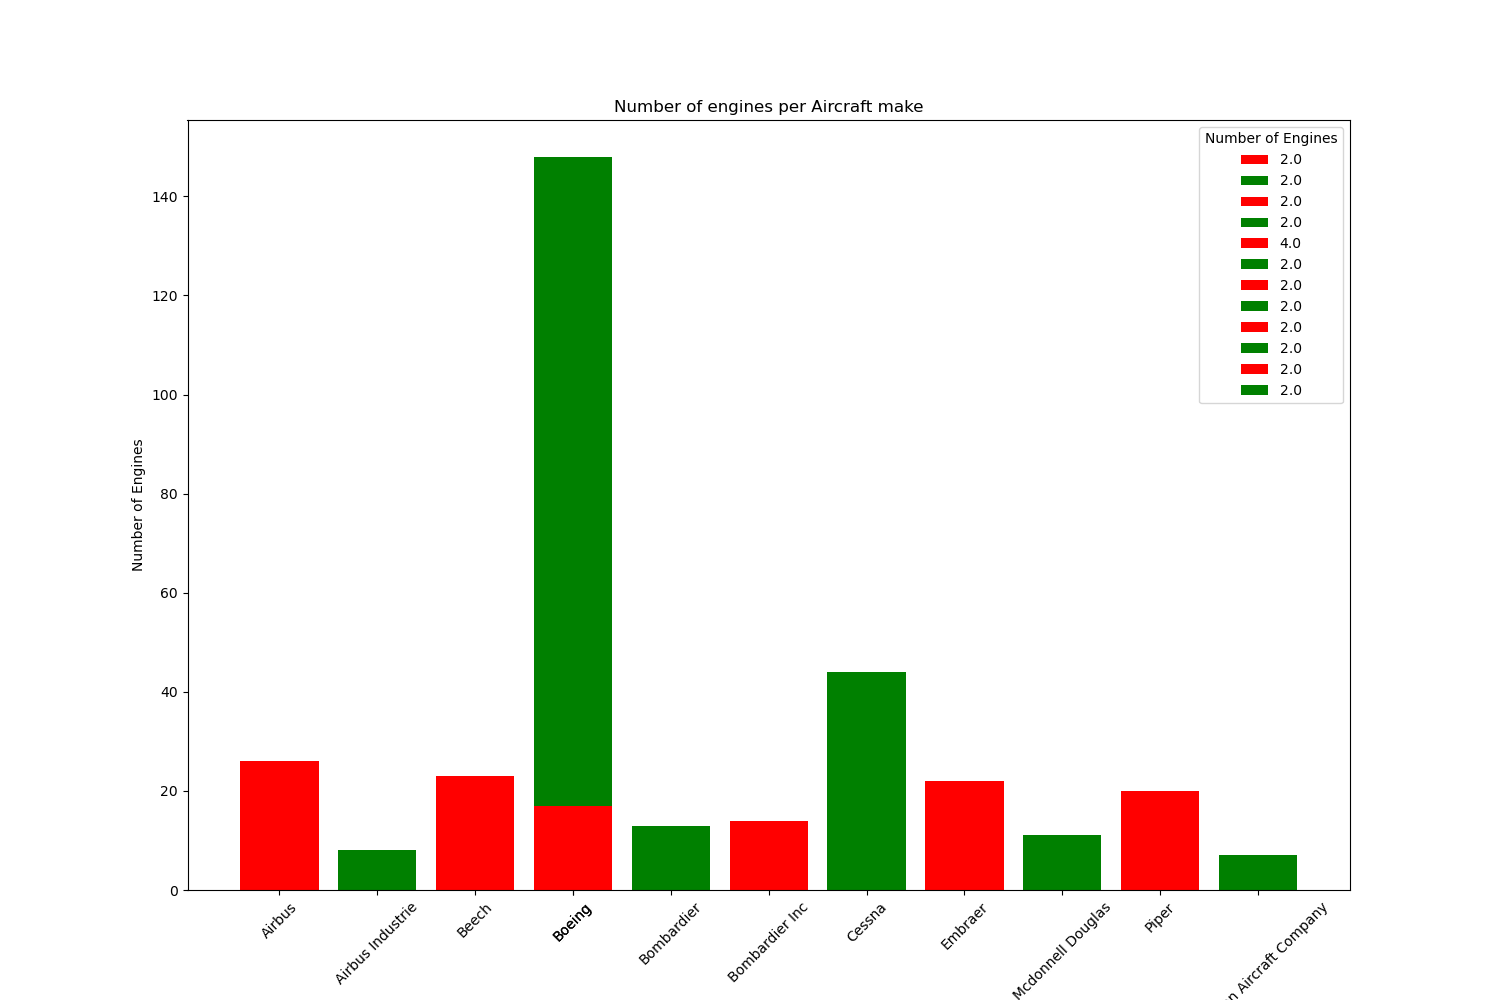 Number of engines per Aircraft make
Number of Engines
2.0
2.0
2.0
2.0
4.0
2.0
2.0
2.0
2.0
2.0
2.0
2.0
Number of Engines
140
120
100
80
60
40
20
0
Airbus
Airbus Industrie
Beech
Boeing
Bombardier
Bombardier Inc
Cessna
Embraer
Mcdonnell Douglas
Piper
Aircraft Company